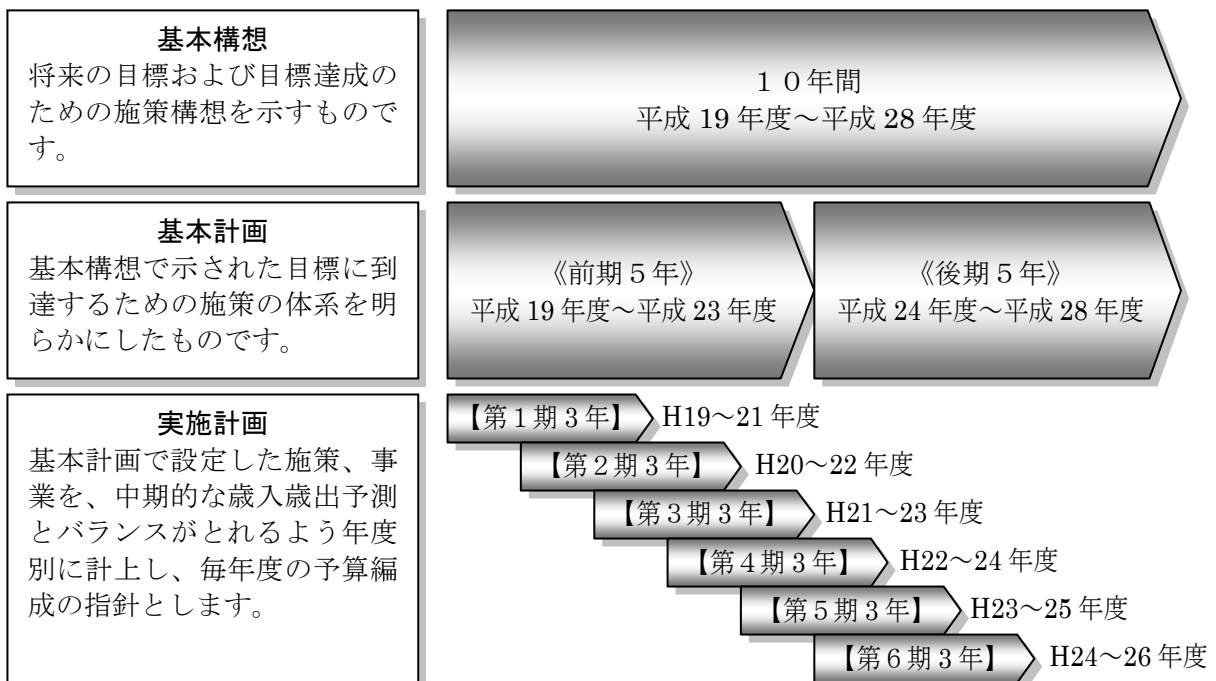 基本構想
将来の目標および目標達成の
ための施策構想を示すもので
す。
１０年間
平成 19 年度～平成 28 年度
基本計画
基本構想で示された目標に到
達するための施策の体系を明
らかにしたものです。
《前期５年》
平成 19 年度～平成 23 年度
《後期５年》
平成 24 年度～平成 28 年度
実施計画
基本計画で設定した施策、事
業を、中期的な歳入歳出予測
とバランスがとれるよう年度
別に計上し、毎年度の予算編
成の指針とします。
【第１期３年】 H19～21 年度
【第２期３年】 H20～22 年度
【第３期３年】 H21～23 年度
【第４期３年】 H22～24 年度
【第５期３年】 H23～25 年度
【第６期３年】 H24～26 年度